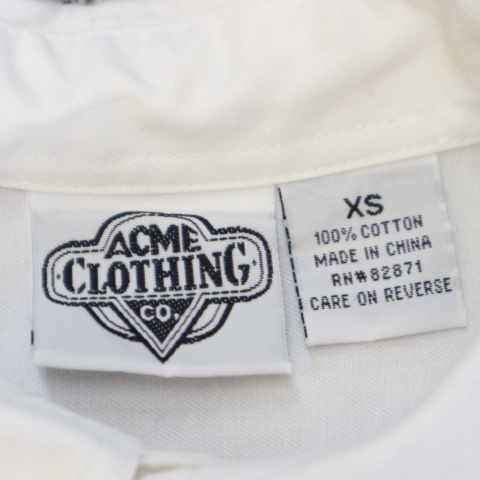 ACME
CLOTHING
CO.
XS
100% COTTON
MADE IN CHINA
RN#82871
CARE ON REVERSE